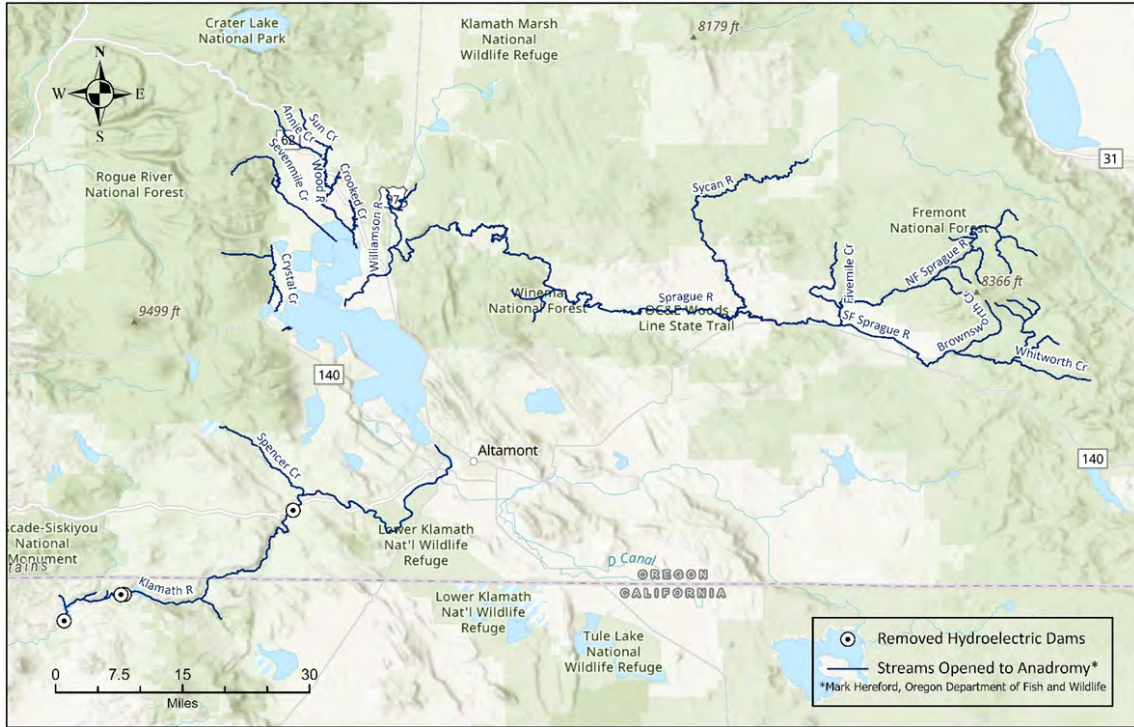 Crater Lake
National Park
Klamath Marsh
National
Wildlife Refuge
8179 ft
N
W
E
S
Sun Cr
Annie Cr
62
Sevenmile Cr
Wood R
Crooked Cr
31
Rogue River
National Forest
97
Williamson R
Sycan R
Fremont
National Forest
NF Sprague R
Fivemile Cr
8366 ft
Crystal Cr
Sprague R
9499 ft
National Forest
OC&E Woods
Line State Trail
SF Sprague R
Brownsworth Cr
Whitworth Cr
140
Spencer Cr
Altamont
140
Lower Klamath
Nat'l Wildlife
Refuge
scade-Siskiyou
National
Monument
tains
D Canal
OREGON
CALIFORNIA
Klamath R
Lower Klamath
Nat'l Wildlife
Refuge
Tule Lake
National
Wildlife Refuge
0 7.5 15 30
Miles
Removed Hydroelectric Dams
Streams Opened to Anadromy*
*Mark Hereford, Oregon Department of Fish and Wildlife